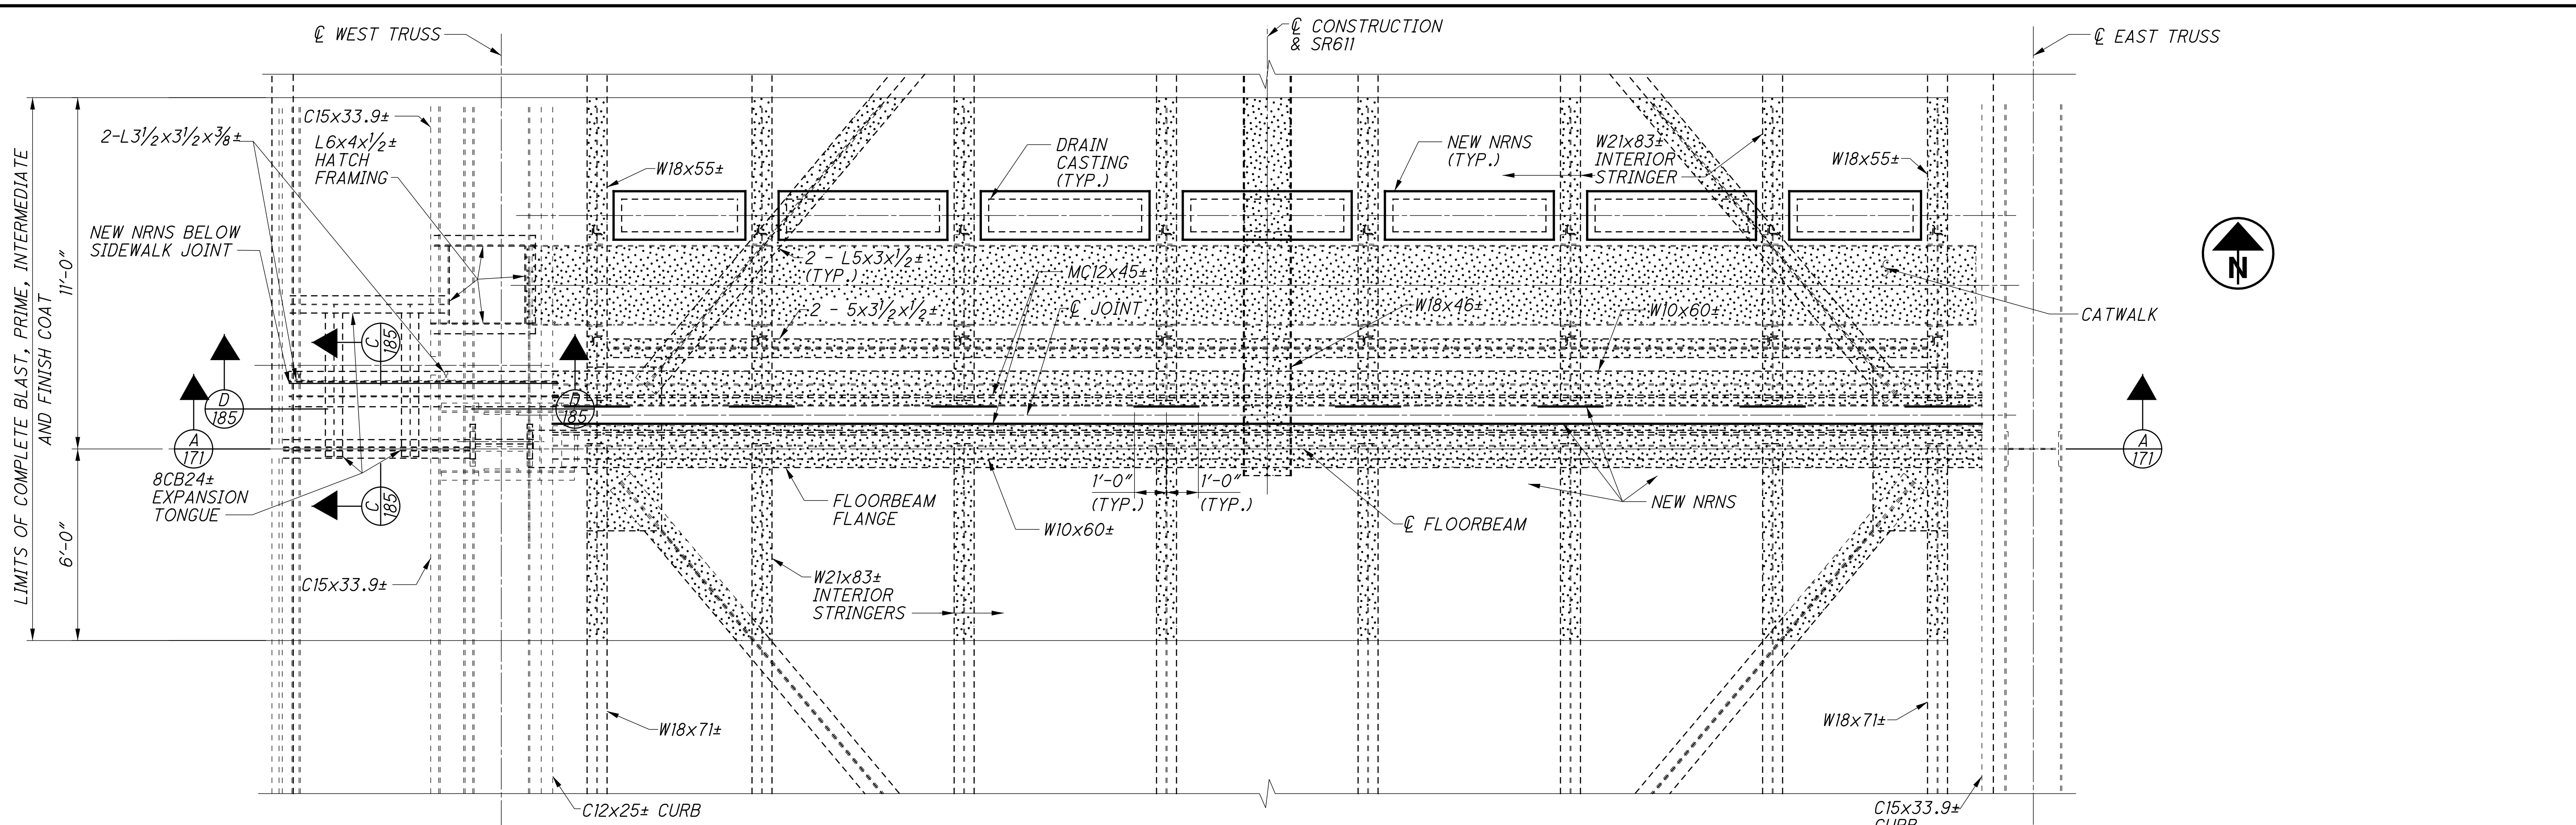 ℄ WEST TRUSS
℄ CONSTRUCTION
& SR611
℄ EAST TRUSS
C15x33.9±
2-L3½x3½x⅜±
L6x4x½±
HATCH
FRAMING
W18x55±
DRAIN
CASTING
(TYP.)
NEW NRNS
(TYP.)
W21x83±
INTERIOR
STRINGER
W18x55±
LIMITS OF COMPLETE BLAST, PRIME, INTERMEDIATE
AND FINISH COAT
11'-0"
6'-0"
NEW NRNS BELOW
SIDEWALK JOINT
N
2 - L5x3x½±
(TYP.)
MC12x45±
2 - 5x3½x½±
℄ JOINT
W18x46±
W10x60±
CATWALK
C
185
D
185
D
185
A
171
A
171
8CB24±
EXPANSION
TONGUE
C
185
FLOORBEAM
FLANGE
W10x60±
1'-0"
(TYP.)
1'-0"
(TYP.)
℄ FLOORBEAM
NEW NRNS
C15x33.9±
W21x83±
INTERIOR
STRINGERS
W18x71±
W18x71±
C12x25± CURB
C15x33.9±
CURB